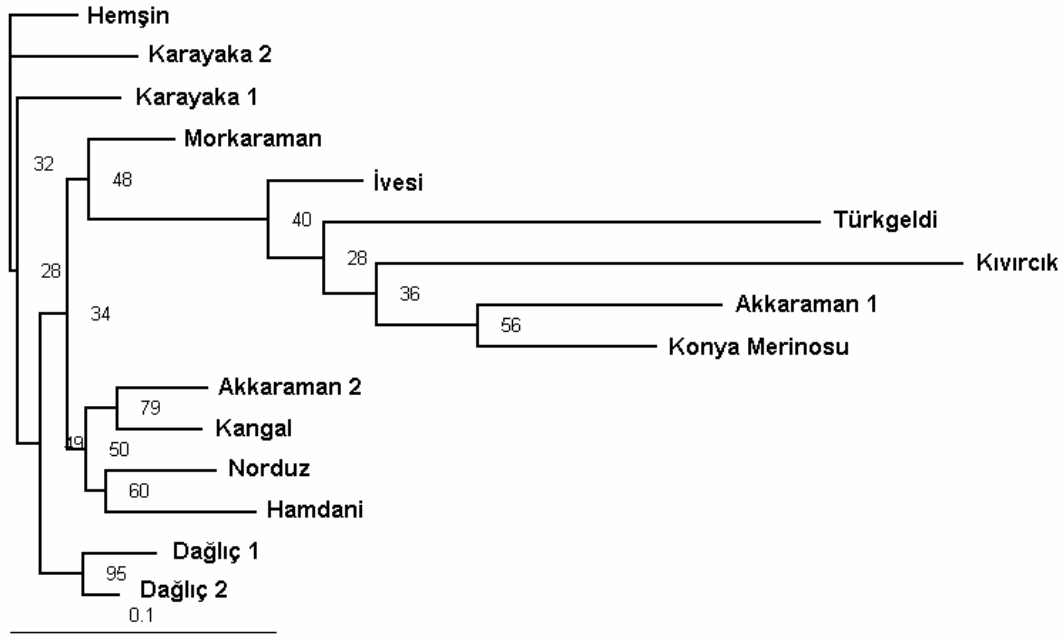 Hemşin
Karayaka 2
Karayaka 1
Morkaraman
32
48
İvesi
40
Türkgeldi
28
Kıvırcık
28
36
Akkaraman 1
34
56
Konya Merinosu
Akkaraman 2
79
Kangal
49
50
Norduz
60
Hamdani
Dağlıç 1
95
Dağlıç 2
0.1